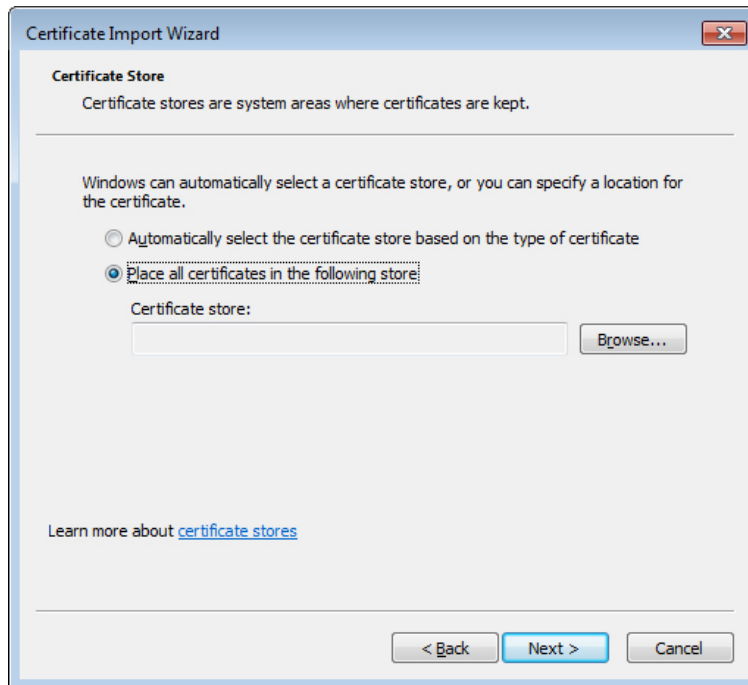 Certificate Import Wizard
Certificate Store
Certificate stores are system areas where certificates are kept.
Windows can automatically select a certificate store, or you can specify a location for
the certificate.
Automatically select the certificate store based on the type of certificate
Place all certificates in the following store
Certificate store:
Browse...
Learn more about certificate stores
< Back Next > Cancel